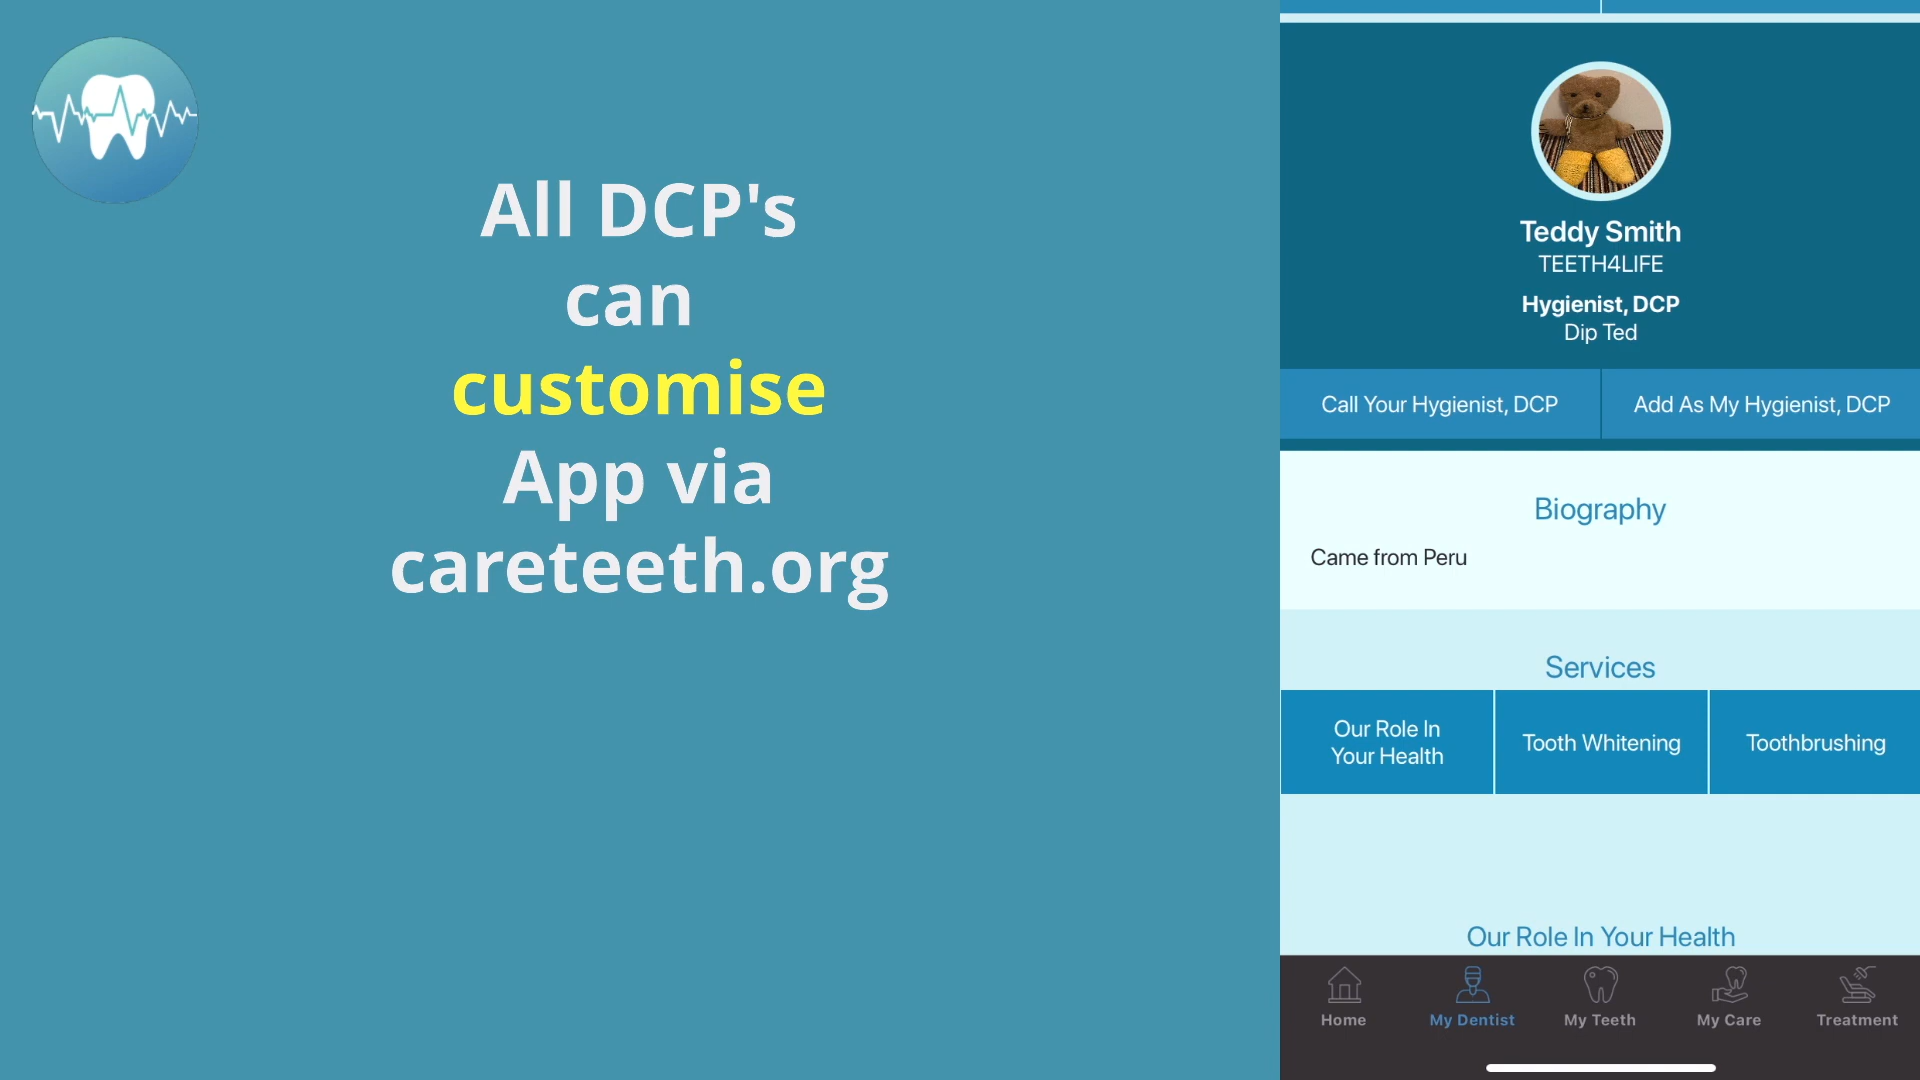 All DCP's
can
customise
App via
careteeth.org
Teddy Smith
TEETH4LIFE
Hygienist, DCP
Dip Ted
Call Your Hygienist, DCP
Add As My Hygienist, DCP
Biography
Came from Peru
Services
Our Role In
Your Health
Tooth Whitening
Toothbrushing
Our Role In Your Health
Home
My Dentist
My Teeth
My Care
Treatment